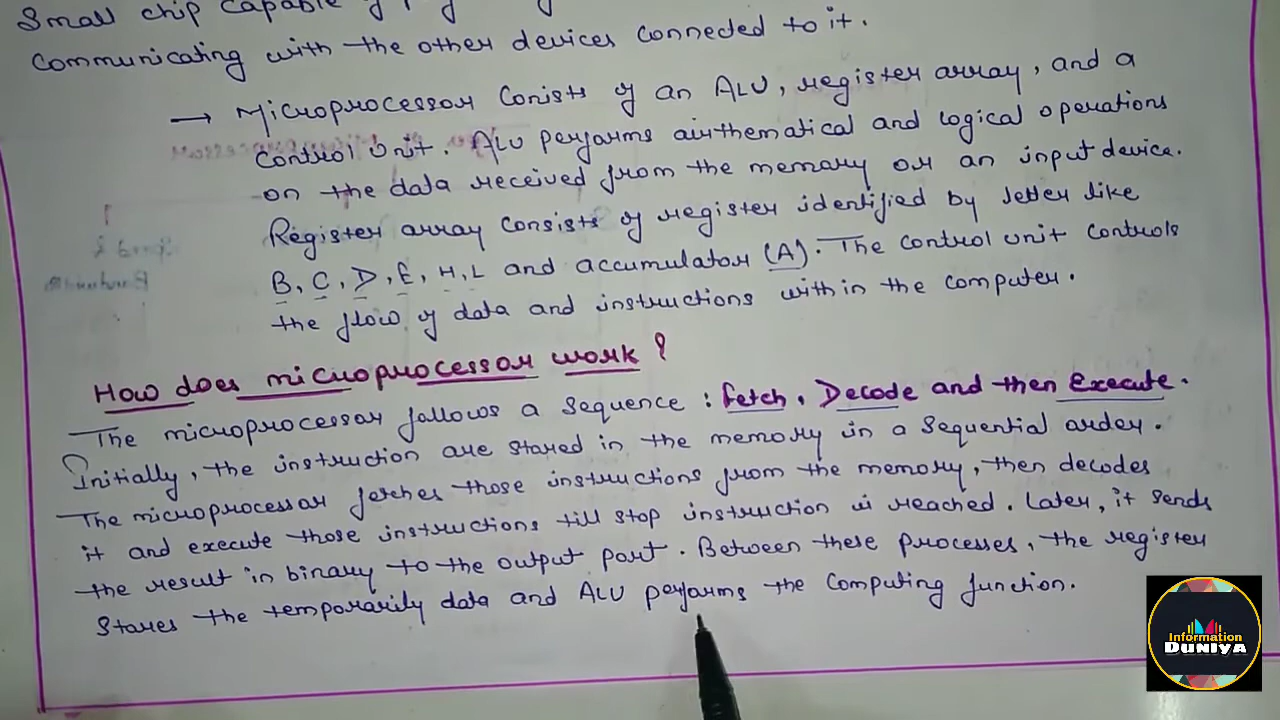 Small chip capable of
Communicating with the other devices connected to it.
→ Microprocessor Conists of an ALU, register array, and a
Control Unit. ALU performs airthematical and logical operations
on the data received from the memory or an input device.
Register array consists of register identified by letter like
B, C, D, E, H, L and accumulator (A). The control unit controls
the flow of data and instructions within the computer.
How does microprocessor work?
The microprocessor follows a sequence : Fetch, Decode and then Execute.
Initially, the instruction are stored in the memory in a sequential order.
The microprocessor fetches those instructions from the memory, then decodes
it and execute those instructions till stop instruction is reached. Later, it sends
the result in binary to the output port. Between these processes, the register
Stores the temporarily data and ALU performs the Computing function.
Information
Duniya